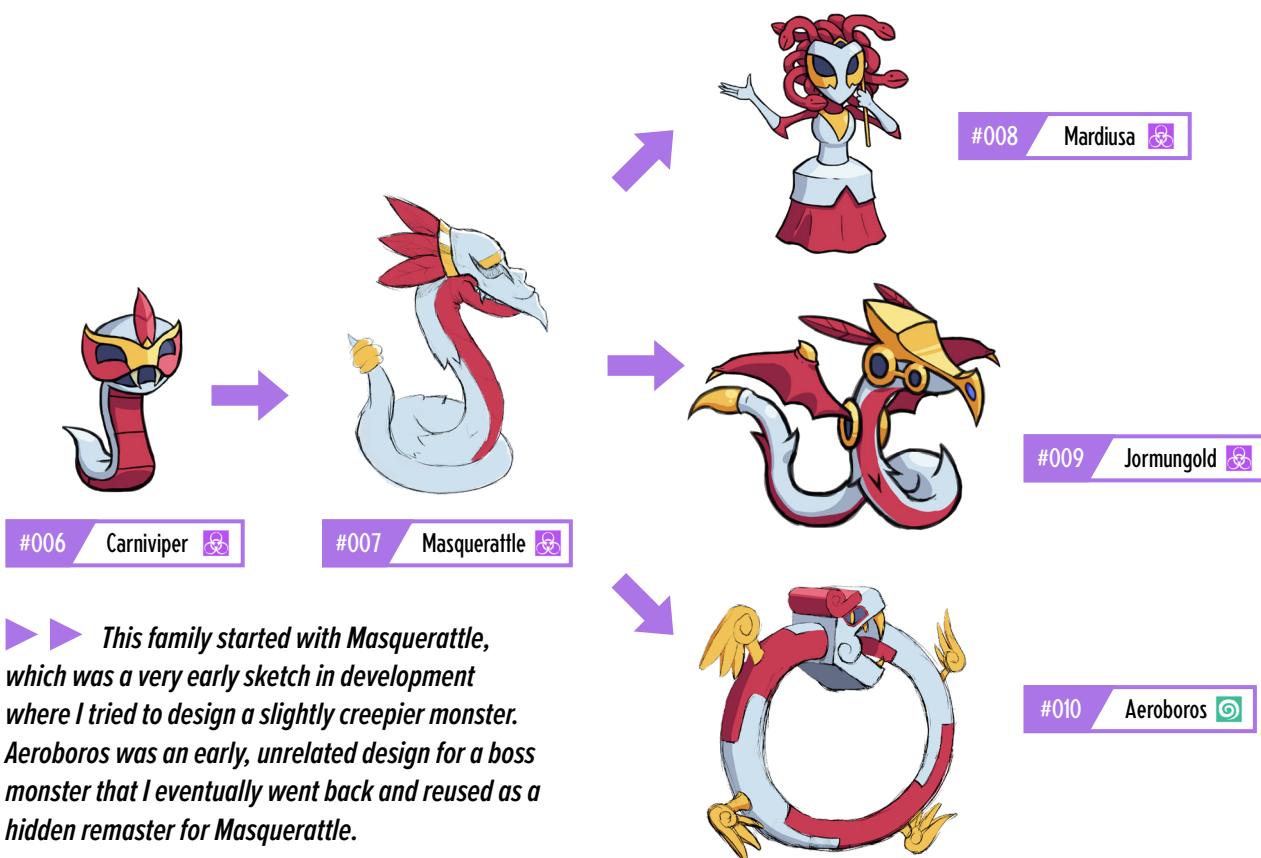 #008 Mardiusa
#009 Jormungold
#006 Carniviper
#007 Masquerattle
This family started with Masquerattle,
which was a very early sketch in development
where I tried to design a slightly creepier monster.
Aeroboros was an early, unrelated design for a boss
monster that I eventually went back and reused as a
hidden remaster for Masquerattle.
#010 Aeroboros